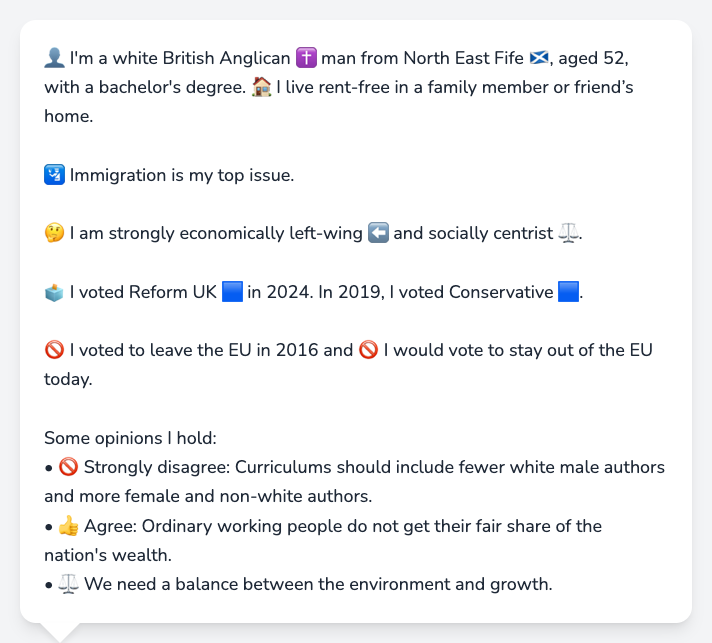 👤 I'm a white British Anglican ✝️ man from North East Fife 🏴󠁧󠁢󠁳󠁣󠁴󠁿, aged 52,
with a bachelor's degree. 🏠 I live rent-free in a family member or friend’s
home.
🛂 Immigration is my top issue.
🤔 I am strongly economically left-wing ⬅️ and socially centrist ⚖️.
🗳️ I voted Reform UK 🟦 in 2024. In 2019, I voted Conservative 🟦.
🚫 I voted to leave the EU in 2016 and 🚫 I would vote to stay out of the EU
today.
Some opinions I hold:
• 🚫 Strongly disagree: Curriculums should include fewer white male authors
and more female and non-white authors.
• 👍 Agree: Ordinary working people do not get their fair share of the
nation's wealth.
• ⚖️ We need a balance between the environment and growth.